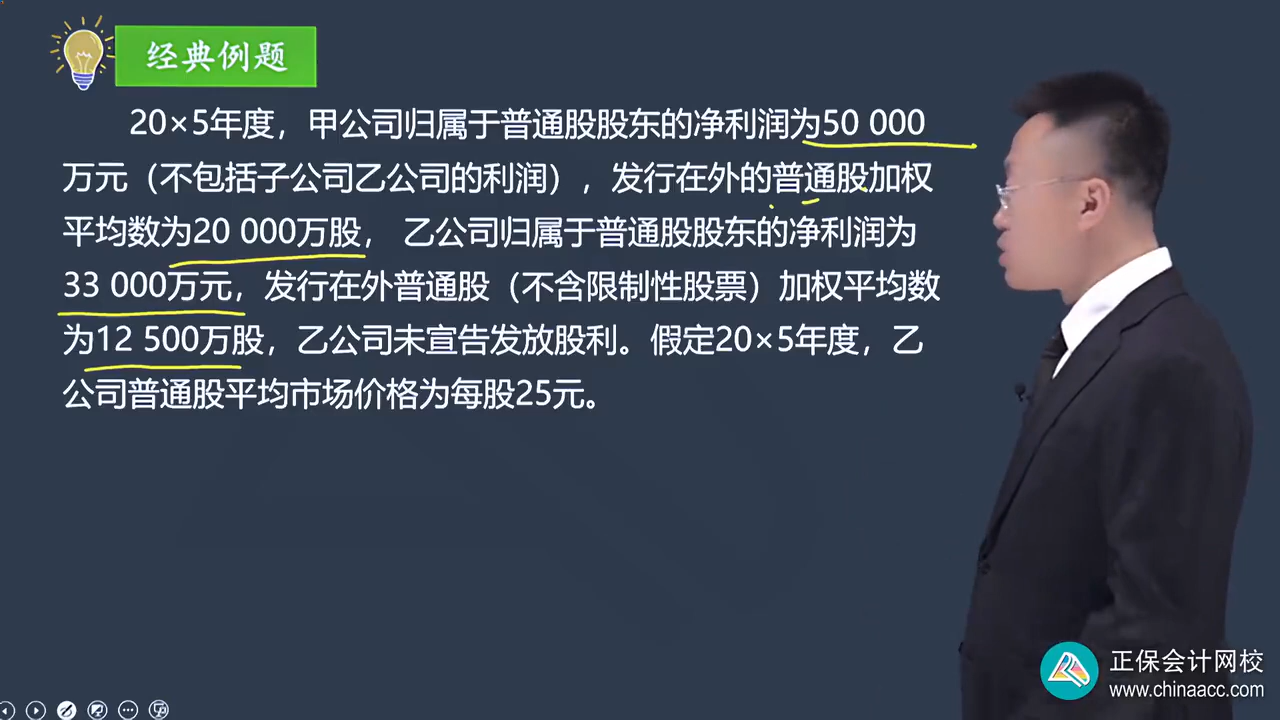 经典例题
20×5年度，甲公司归属于普通股股东的净利润为50 000
万元（不包括子公司乙公司的利润），发行在外的普通股加权
平均数为20 000万股， 乙公司归属于普通股股东的净利润为
33 000万元，发行在外普通股（不含限制性股票）加权平均数
为12 500万股，乙公司未宣告发放股利。假定20×5年度，乙
公司普通股平均市场价格为每股25元。
正保会计网校
www.chinaacc.com